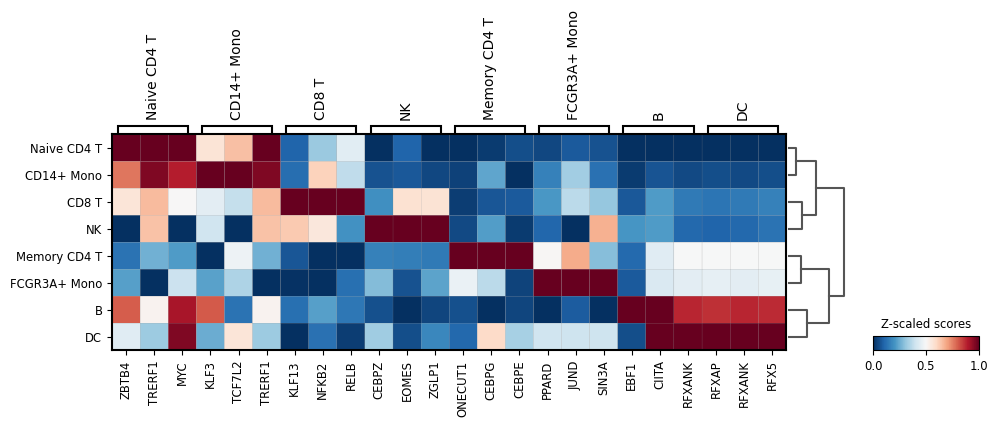 Naive CD4 T
CD14+ Mono
CD8 T
NK
Memory CD4 T
FCGR3A+ Mono
B
DC
Naive CD4 T
CD14+ Mono
CD8 T
NK
Memory CD4 T
FCGR3A+ Mono
B
DC
ZBTB4
TRERF1
MYC
KLF3
TCF7L2
TRERF1
KLF13
NFKB2
RELB
CEBPZ
EOMES
ZGLP1
ONECUT1
CEBPG
CEBPE
PPARD
JUND
SIN3A
EBF1
CIITA
RFXANK
RFXAP
RFXANK
RFX5
Z-scaled scores
0.0 0.5 1.0